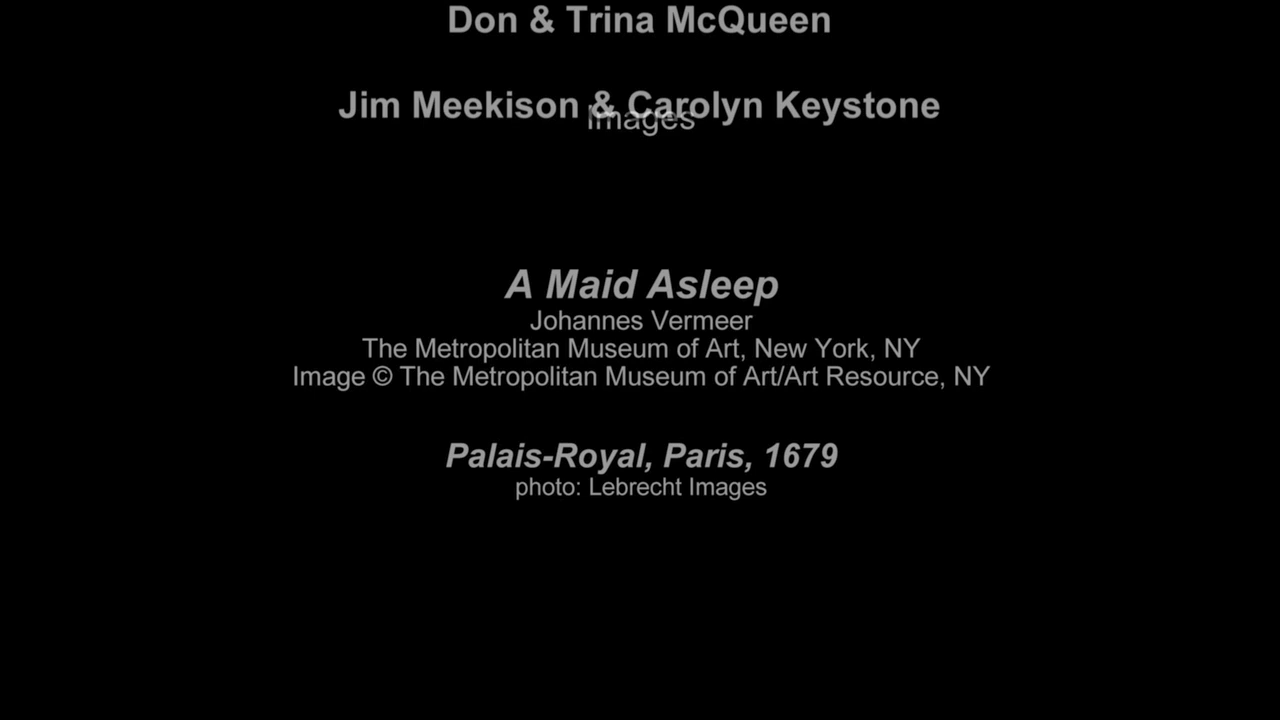 Don & Trina McQueen
Jim Meekison & Carolyn Keystone
Images
A Maid Asleep
Johannes Vermeer
The Metropolitan Museum of Art, New York, NY
Image © The Metropolitan Museum of Art/Art Resource, NY
Palais-Royal, Paris, 1679
photo: Lebrecht Images